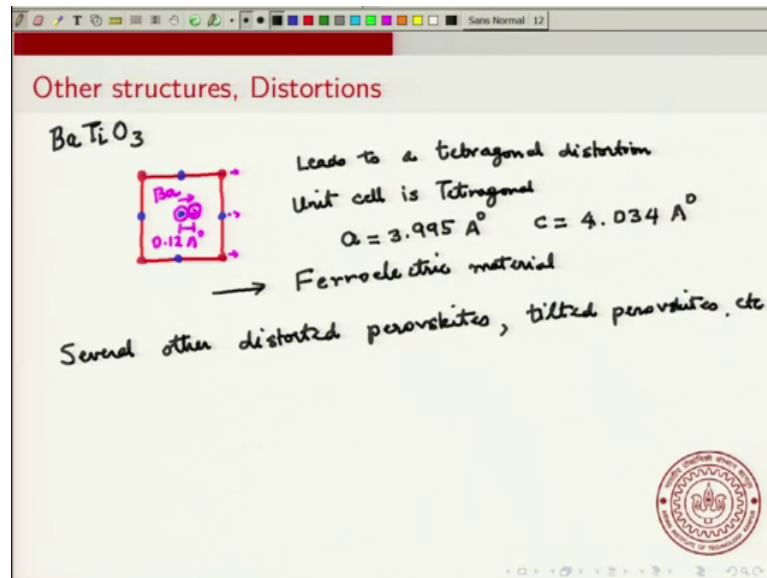 Sans Normal 12
Other structures, Distortions
BaTiO3
Leads to a tetragonal distortion
Unit cell is Tetragonal
Ba
0.12 A°
a = 3.995 A° c = 4.034 A°
→ Ferroelectric material
Several other distorted perovskites, tilted perovskites, etc